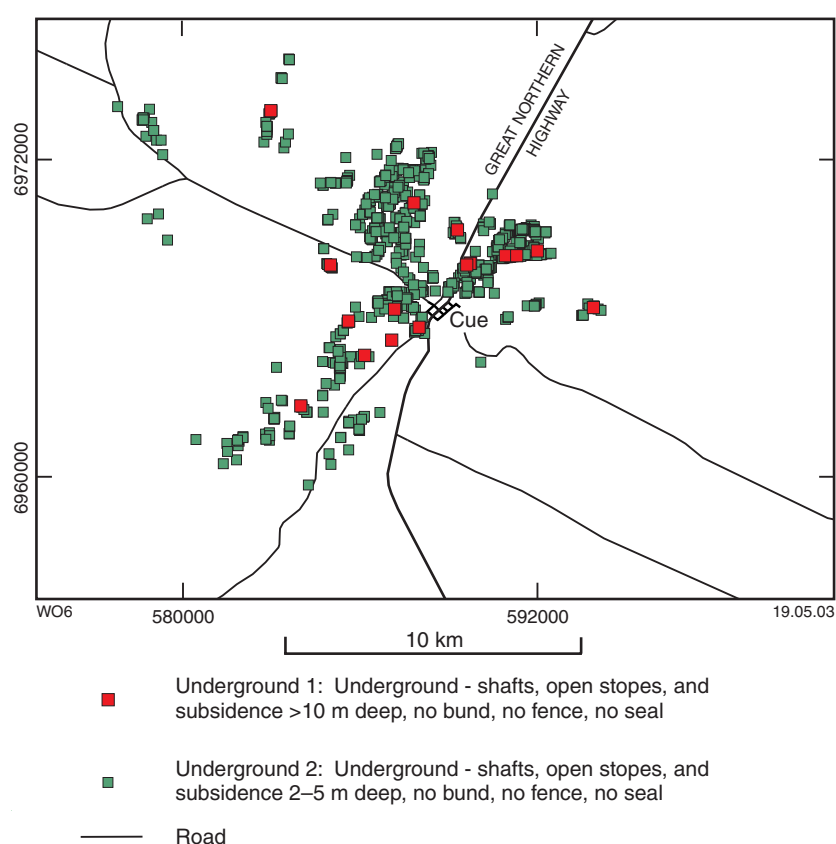 GREAT NORTHERN
HIGHWAY
6972000
Cue
6960000
WO6
580000
592000
19.05.03
10 km
Underground 1: Underground - shafts, open stopes, and
subsidence >10 m deep, no bund, no fence, no seal
Underground 2: Underground - shafts, open stopes, and
subsidence 2–5 m deep, no bund, no fence, no seal
Road